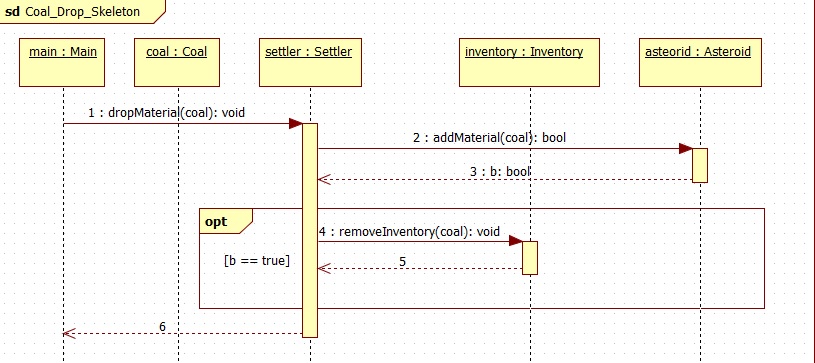 sd Coal_Drop_Skeleton
main : Main
coal : Coal
settler : Settler
inventory : Inventory
asteorid : Asteroid
1 : dropMaterial(coal): void
2 : addMaterial(coal): bool
3 : b: bool
opt
4 : removeInventory(coal): void
[b == true]
5
6